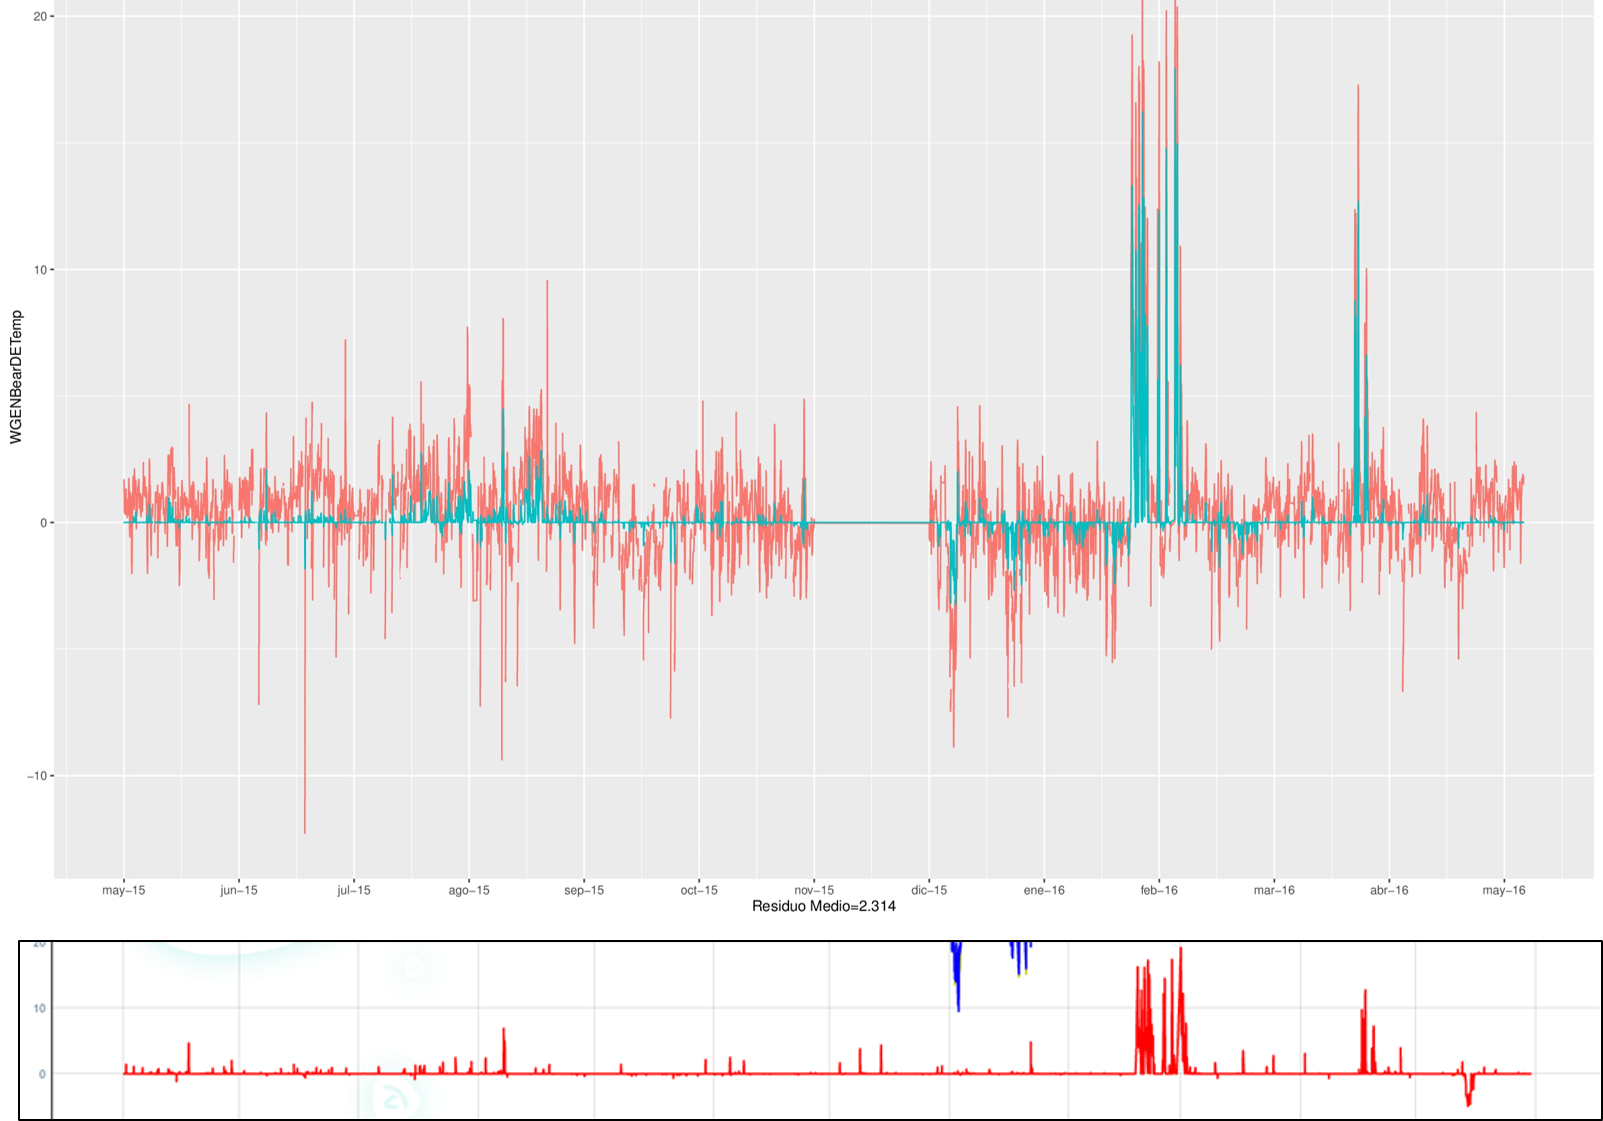 20
10
0
−10
WGENBearDETemp
may−15 jun−15 jul−15 ago−15 sep−15 oct−15 nov−15 dic−15 ene−16 feb−16 mar−16 abr−16 may−16
Residuo Medio=2.314
20
10
0